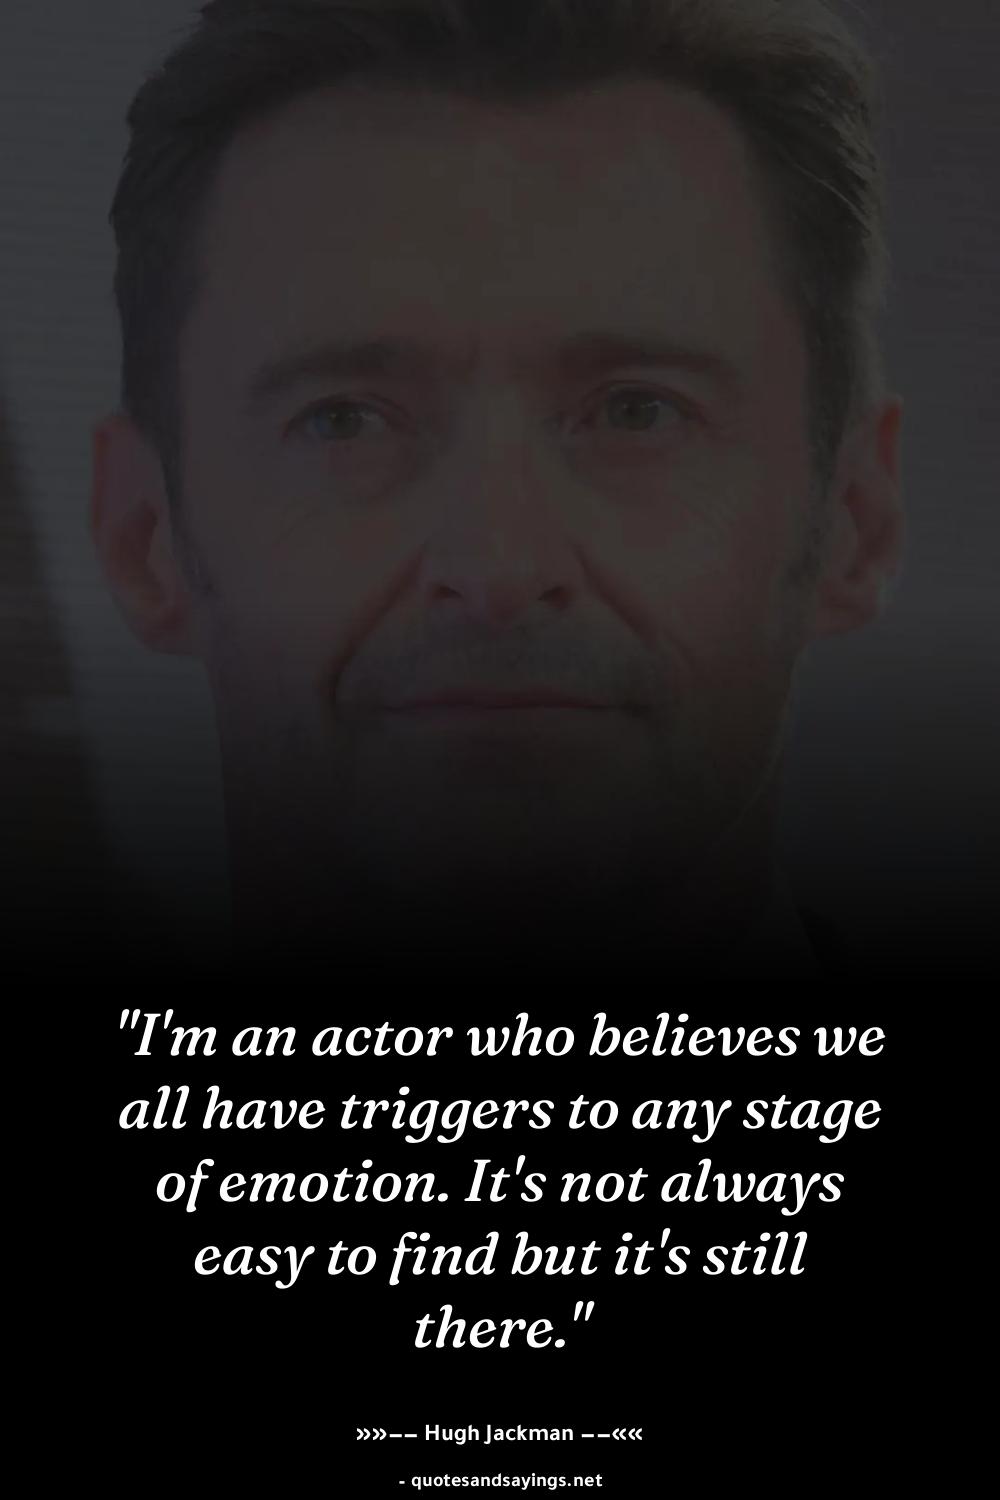 "I'm an actor who believes we
all have triggers to any stage
of emotion. It's not always
easy to find but it's still
there."
»»−− Hugh Jackman −−««
- quotesandsayings.net